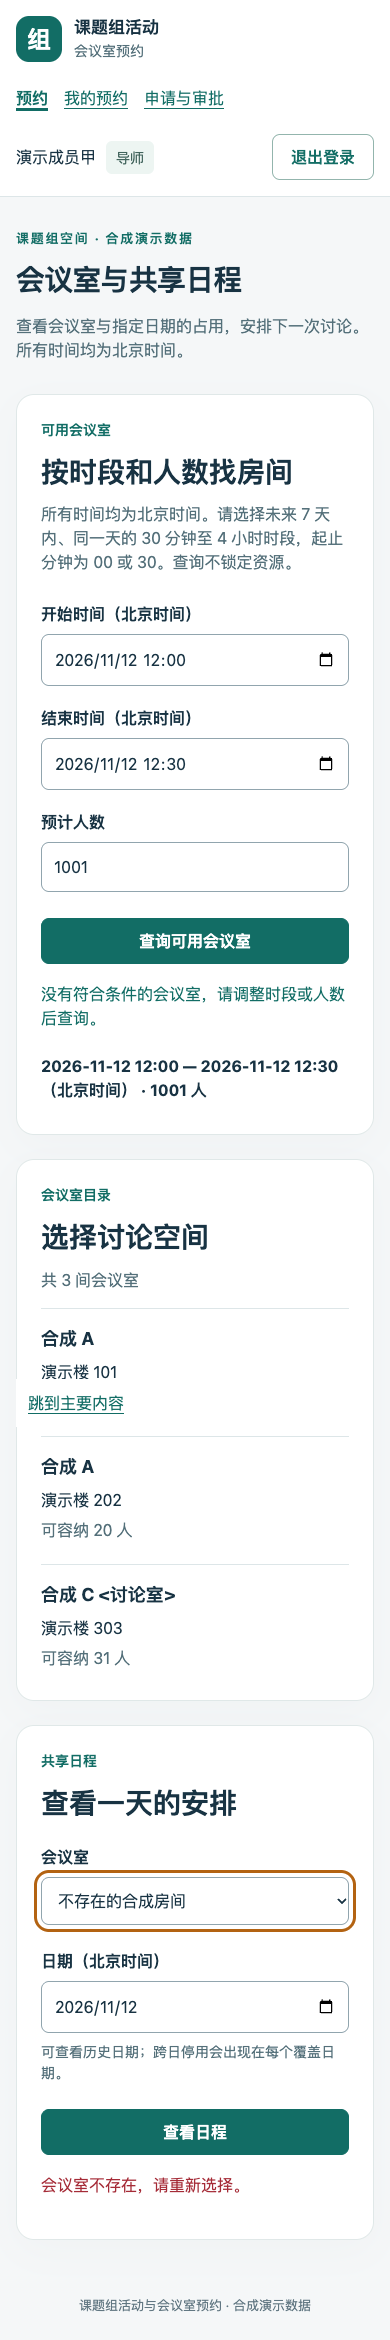 组
课题组活动
会议室预约
预约 我的预约 申请与审批
演示成员甲 导师 退出登录
课题组空间 · 合成演示数据
会议室与共享日程
查看会议室与指定日期的占用，安排下一次讨论。
所有时间均为北京时间。
可用会议室
按时段和人数找房间
所有时间均为北京时间。请选择未来 7 天
内、同一天的 30 分钟至 4 小时时段，起止
分钟为 00 或 30。查询不锁定资源。
开始时间（北京时间）
2026/11/12 12:00
结束时间（北京时间）
2026/11/12 12:30
预计人数
1001
查询可用会议室
没有符合条件的会议室，请调整时段或人数
后查询。
2026-11-12 12:00 — 2026-11-12 12:30
（北京时间） · 1001 人
会议室目录
选择讨论空间
共 3 间会议室
合成 A
演示楼 101
跳到主要内容
合成 A
演示楼 202
可容纳 20 人
合成 C <讨论室>
演示楼 303
可容纳 31 人
共享日程
查看一天的安排
会议室
不存在的合成房间
日期（北京时间）
2026/11/12
可查看历史日期；跨日停用会出现在每个覆盖日
期。
查看日程
会议室不存在，请重新选择。
课题组活动与会议室预约 · 合成演示数据